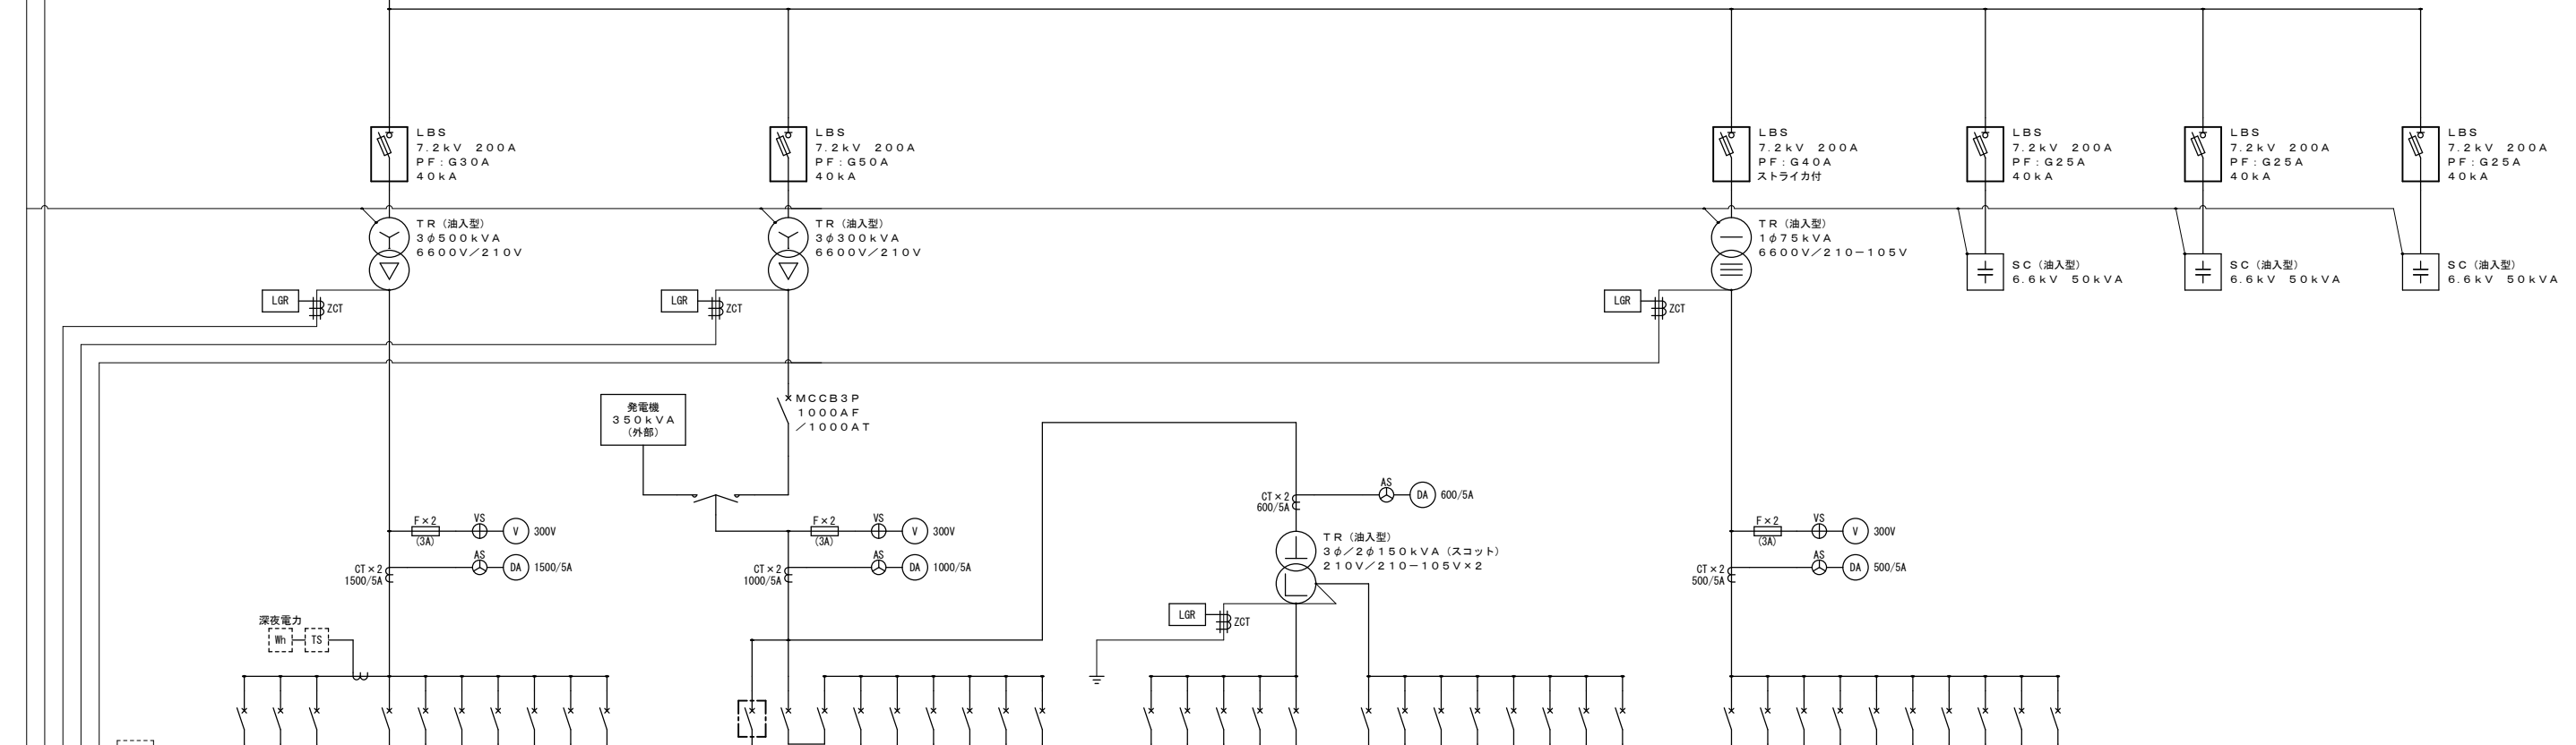 LBS
7.2kV 200A
PF:G30A
40kA
LBS
7.2kV 200A
PF:G50A
40kA
LBS
7.2kV 200A
PF:G40A
ストライカ付
LBS
7.2kV 200A
PF:G25A
40kA
LBS
7.2kV 200A
PF:G25A
40kA
LBS
7.2kV 200A
PF:G25A
40kA
TR(油入型)
3φ500kVA
6600V/210V
TR(油入型)
3φ300kVA
6600V/210V
TR(油入型)
1φ75kVA
6600V/210-105V
SC(油入型)
6.6kV 50kVA
SC(油入型)
6.6kV 50kVA
SC(油入型)
6.6kV 50kVA
LGR
ZCT
LGR
ZCT
LGR
ZCT
発電機
350kVA
(外部)
MCCB3P
1000AF
/1000AT
CT×2
600/5A
AS
DA
600/5A
F×2
(3A)
VS
V
300V
F×2
(3A)
VS
V
300V
TR(油入型)
3φ/2φ150kVA(スコット)
210V/210-105V×2
F×2
(3A)
VS
V
300V
CT×2
1500/5A
AS
DA
1500/5A
CT×2
1000/5A
AS
DA
1000/5A
CT×2
500/5A
AS
DA
500/5A
LGR
ZCT
深夜電力
Wh
TS